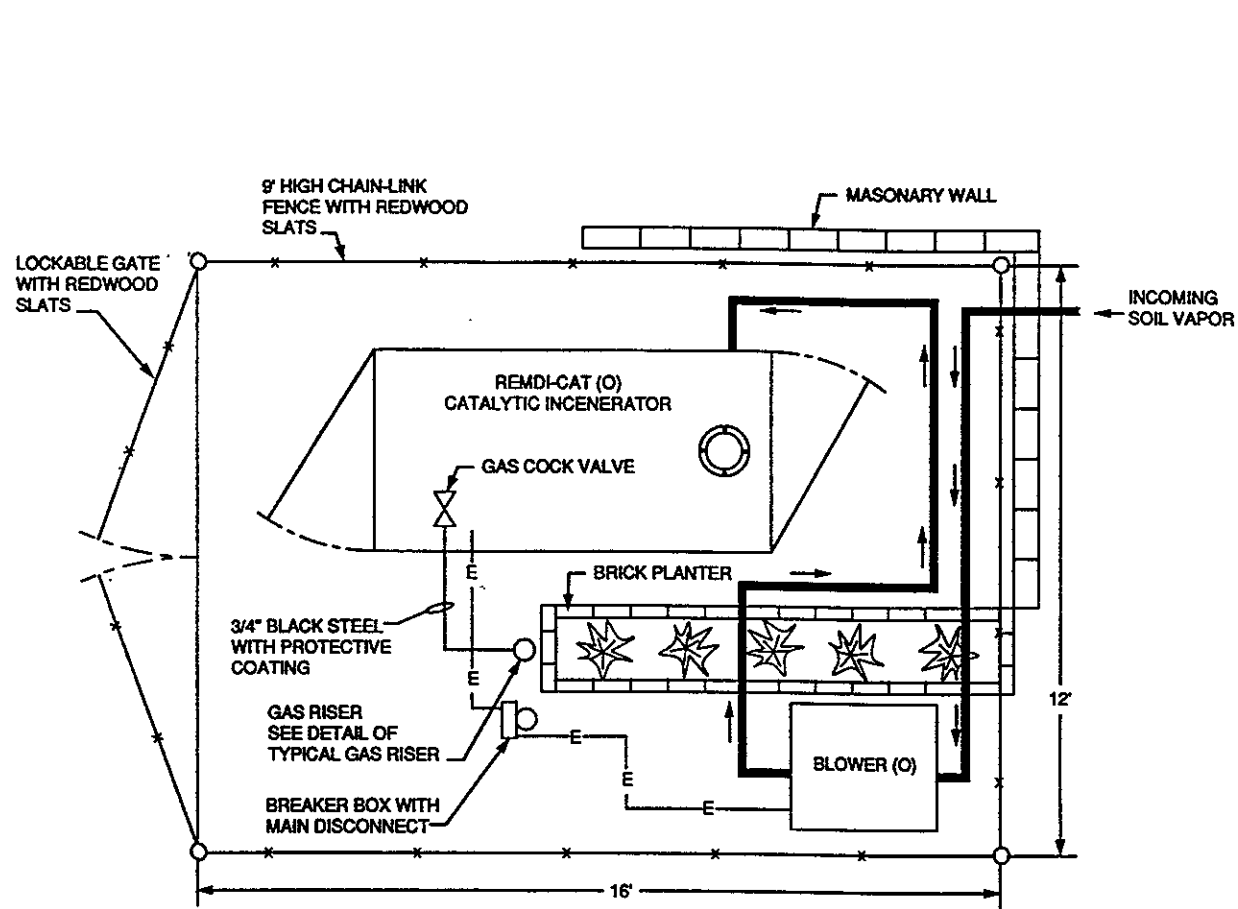 9' HIGH CHAIN-LINK
FENCE WITH REDWOOD
SLATS
MASONARY WALL
LOCKABLE GATE
WITH REDWOOD
SLATS
INCOMING
SOIL VAPOR
REMDI-CAT (O)
CATALYTIC INCENERATOR
GAS COCK VALVE
E
BRICK PLANTER
3/4" BLACK STEEL
WITH PROTECTIVE
COATING
E
GAS RISER
SEE DETAIL OF
TYPICAL GAS RISER
12'
E
BLOWER (O)
E
BREAKER BOX WITH
MAIN DISCONNECT
E
16'